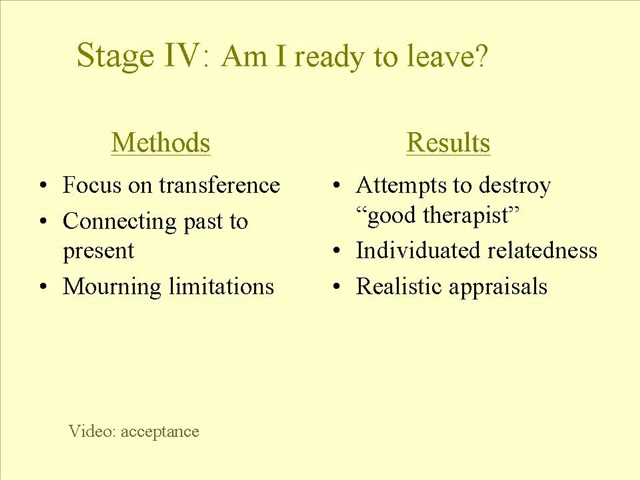 Stage IV: Am I ready to leave?
Methods
• Focus on transference
• Connecting past to
present
• Mourning limitations
Results
• Attempts to destroy
“good therapist”
• Individuated relatedness
• Realistic appraisals
Video: acceptance